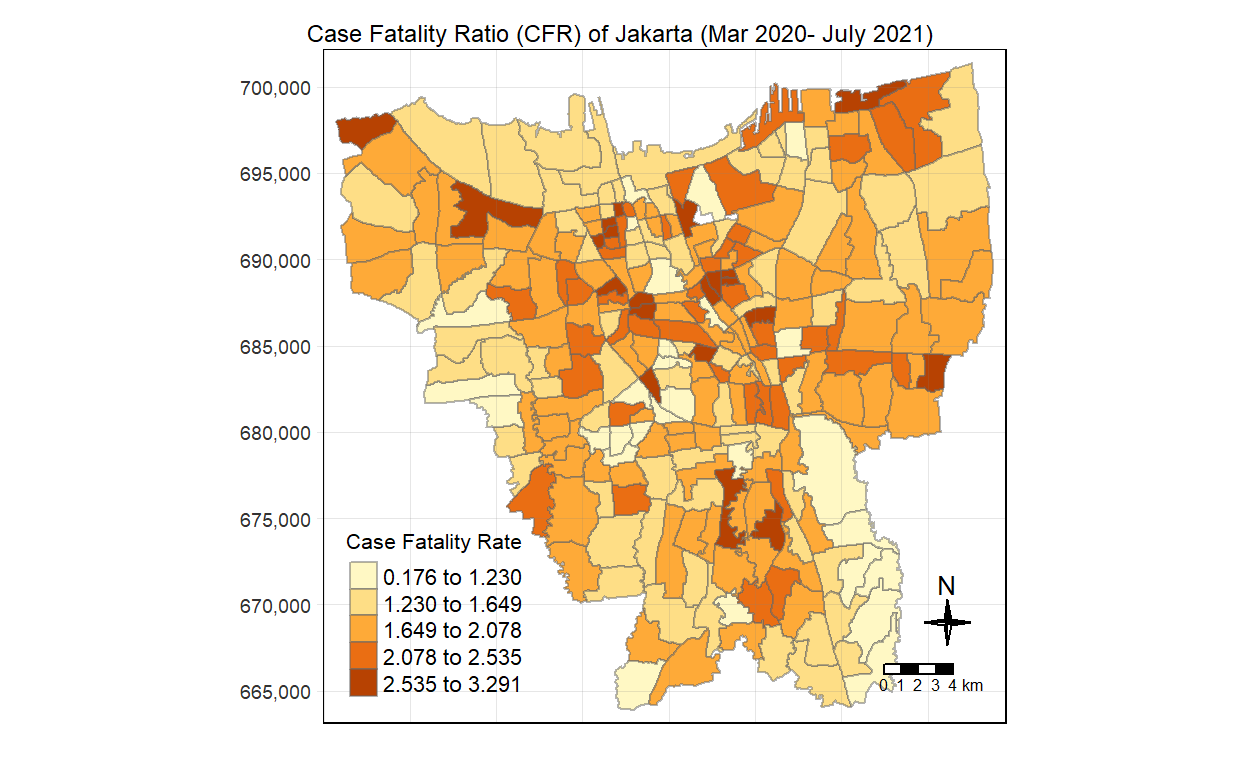 Case Fatality Ratio (CFR) of Jakarta (Mar 2020- July 2021)
700,000
695,000
690,000
685,000
680,000
675,000
670,000
665,000
Case Fatality Rate
0.176 to 1.230
1.230 to 1.649
1.649 to 2.078
2.078 to 2.535
2.535 to 3.291
N
0 1 2 3 4 km